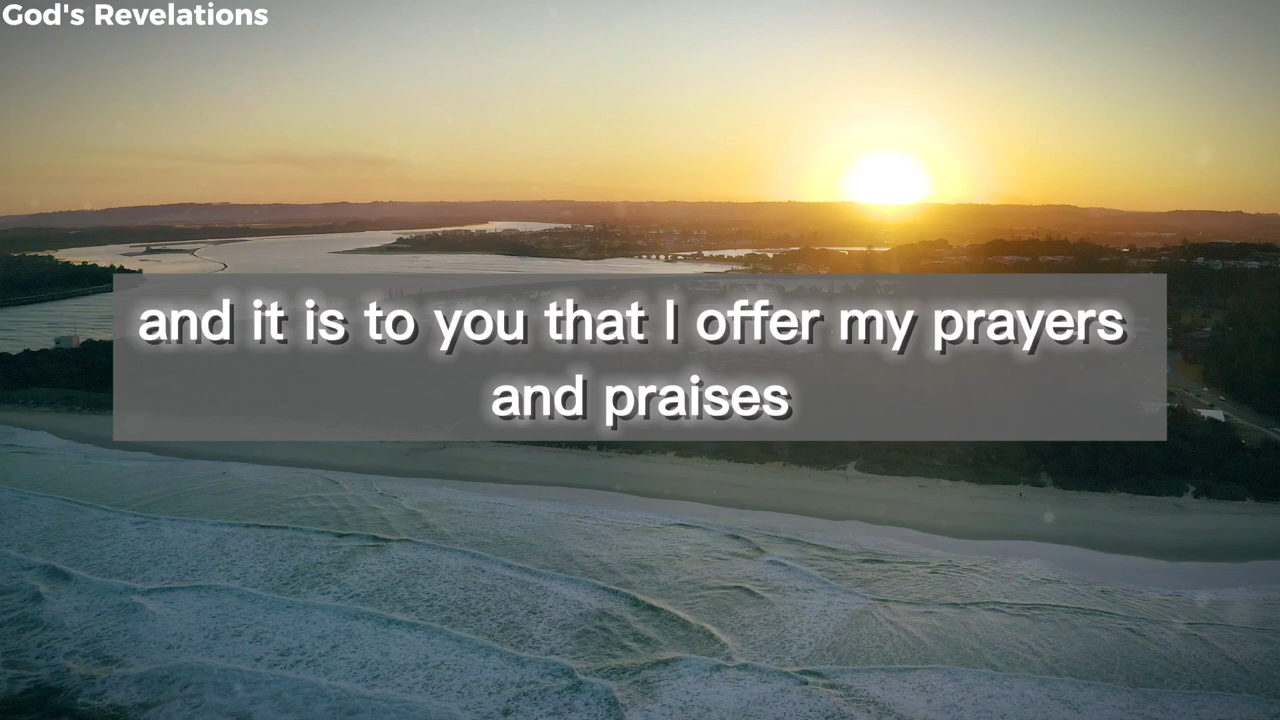 God's Revelations
and it is to you that I offer my prayers
and praises